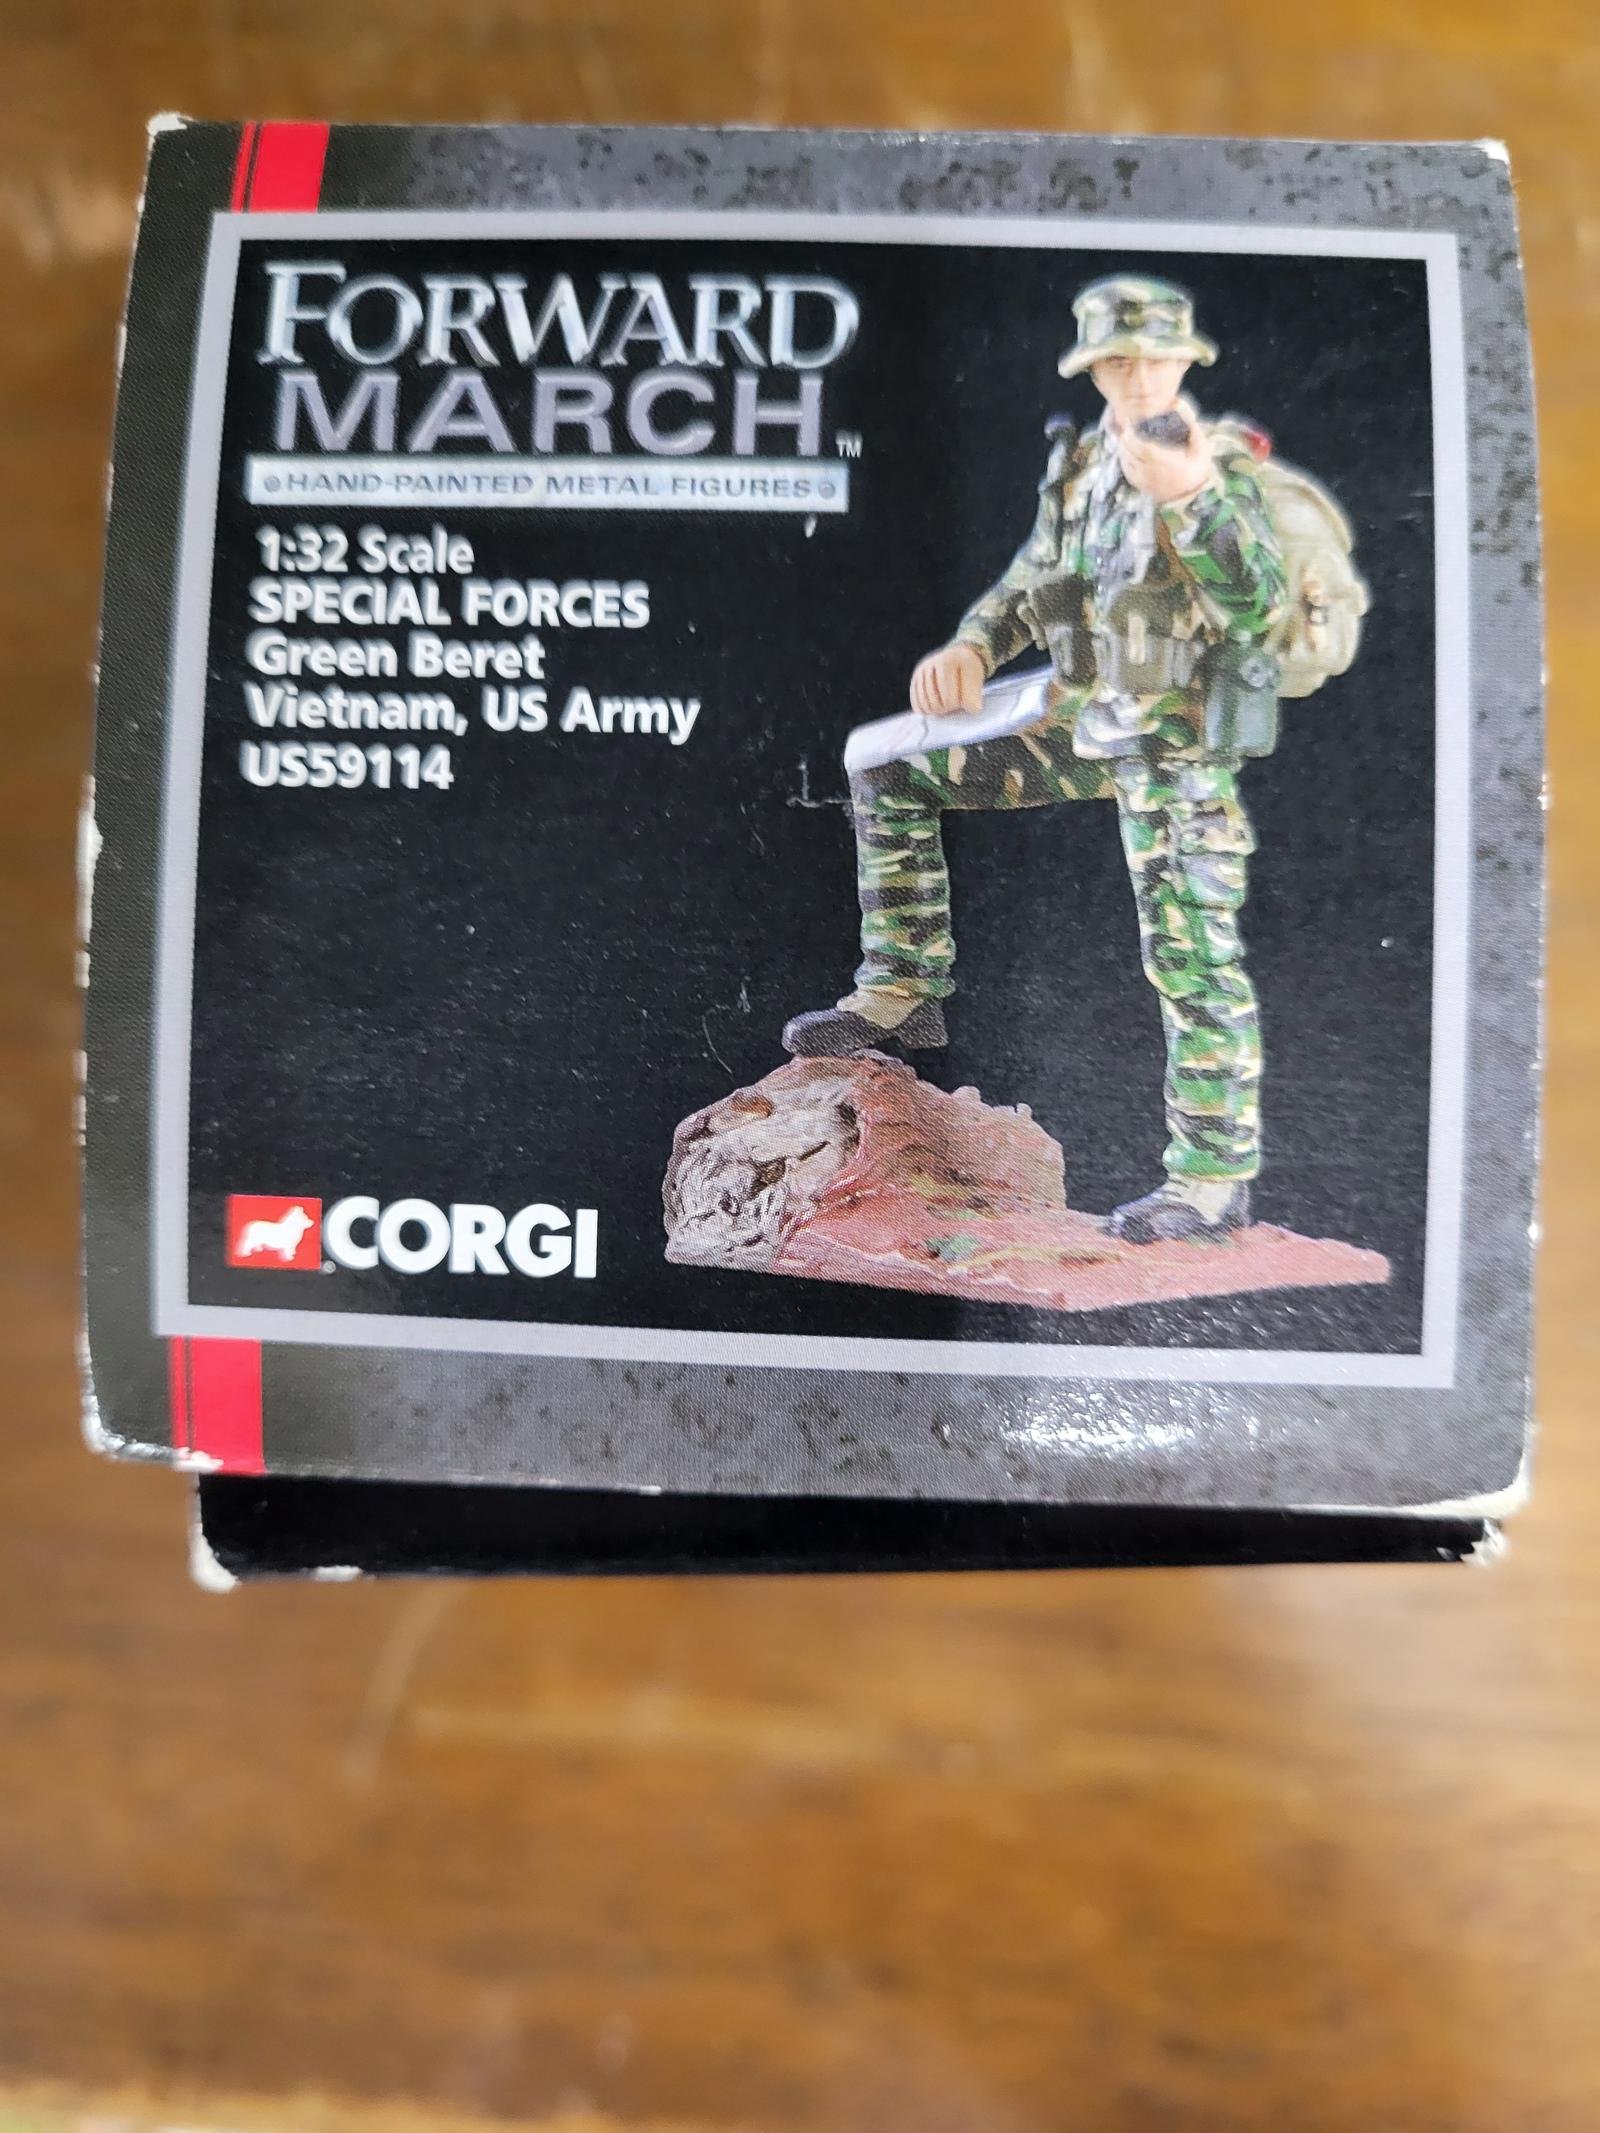 FORWARD
MARCH™
HAND-PAINTED METAL FIGURES
1:32 Scale
SPECIAL FORCES
Green Beret
Vietnam, US Army
US59114
CORGI